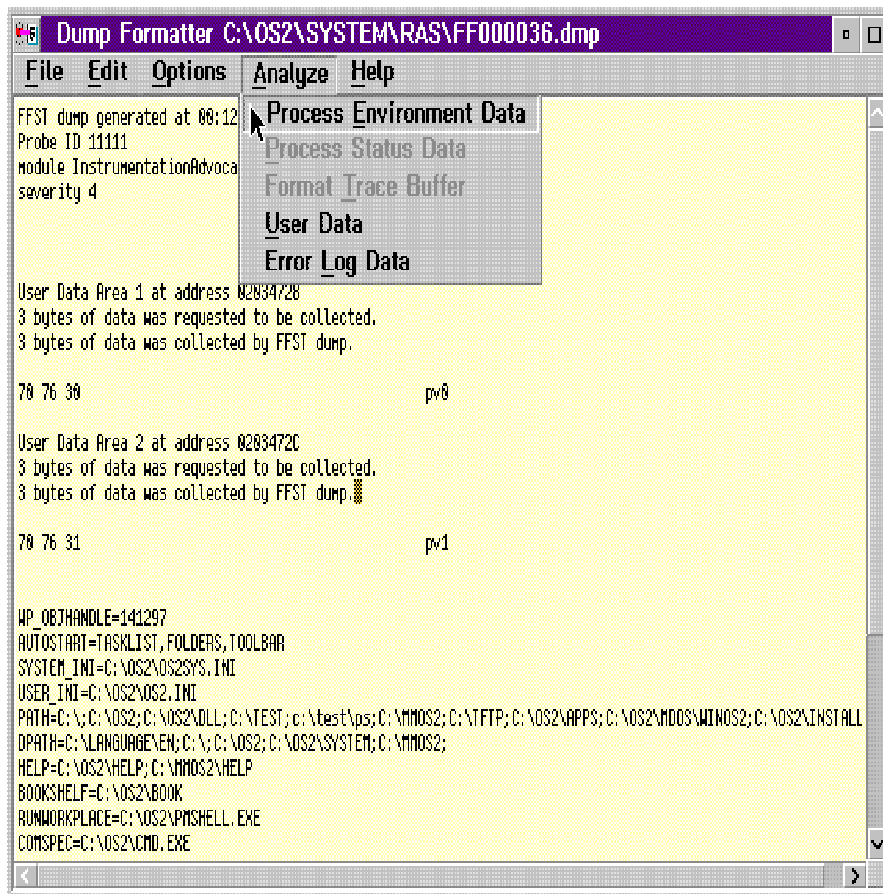 Dump Formatter C:\OS2\SYSTEM\RAS\FF000036.dmp
File Edit Options Analyze Help
Process Environment Data
Process Status Data
Format Trace Buffer
User Data
Error Log Data
FFST dump generated at 00:12
Probe ID 11111
module InstrumentationAdvoca
severity 4
User Data Area 1 at address 02034728
3 bytes of data was requested to be collected.
3 bytes of data was collected by FFST dump.
70 76 30 pv0
User Data Area 2 at address 0203472C
3 bytes of data was requested to be collected.
3 bytes of data was collected by FFST dump.
70 76 31 pv1
WP_OBJHANDLE=141297
AUTOSTART=TASKLIST,FOLDERS,TOOLBAR
SYSTEM_INI=C:\OS2\OS2SYS.INI
USER_INI=C:\OS2\OS2.INI
PATH=C:\;C:\OS2;C:\OS2\DLL;C:\TEST;c:\test\ps;C:\MMOS2;C:\TFTP;C:\OS2\APPS;C:\OS2\MDOS\WINOS2;C:\OS2\INSTALL
DPATH=C:\LANGUAGE\EN;C:\;C:\OS2;C:\OS2\SYSTEM;C:\MMOS2;
HELP=C:\OS2\HELP;C:\MMOS2\HELP
BOOKSHELF=C:\OS2\BOOK
RUNWORKPLACE=C:\OS2\PMSHELL.EXE
COMSPEC=C:\OS2\CMD.EXE